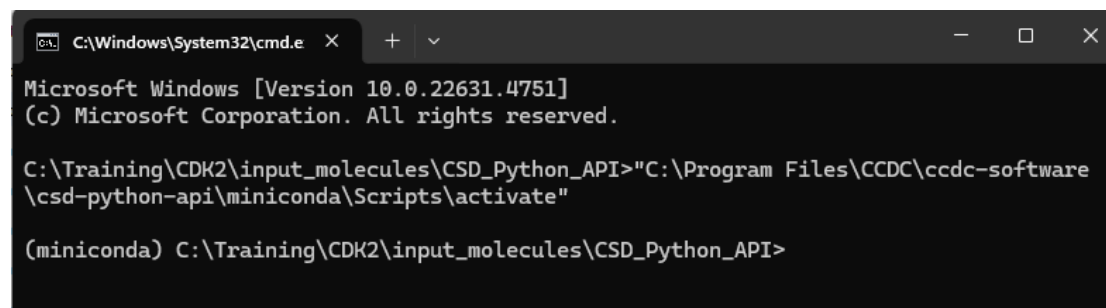 C:\Windows\System32\cmd.e
Microsoft Windows [Version 10.0.22631.4751]
(c) Microsoft Corporation. All rights reserved.
C:\Training\CDK2\input_molecules\CSD_Python_API>"C:\Program Files\CCDC\ccdc-software
\csd-python-api\miniconda\Scripts\activate"
(miniconda) C:\Training\CDK2\input_molecules\CSD_Python_API>